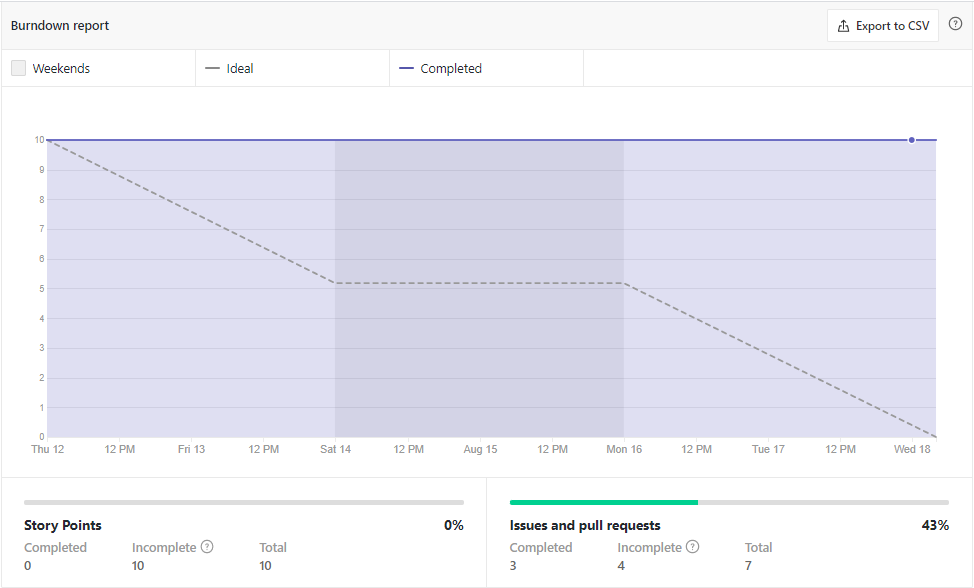 Burndown report
Export to CSV
Weekends
Ideal
Completed
10
9
8
7
6
5
4
3
2
1
0
Thu 12 12 PM Fri 13 12 PM Sat 14 12 PM Aug 15 12 PM Mon 16 12 PM Tue 17 12 PM Wed 18
Story Points 0%
Completed Incomplete ? Total
0 10 10
Issues and pull requests 43%
Completed Incomplete ? Total
3 4 7